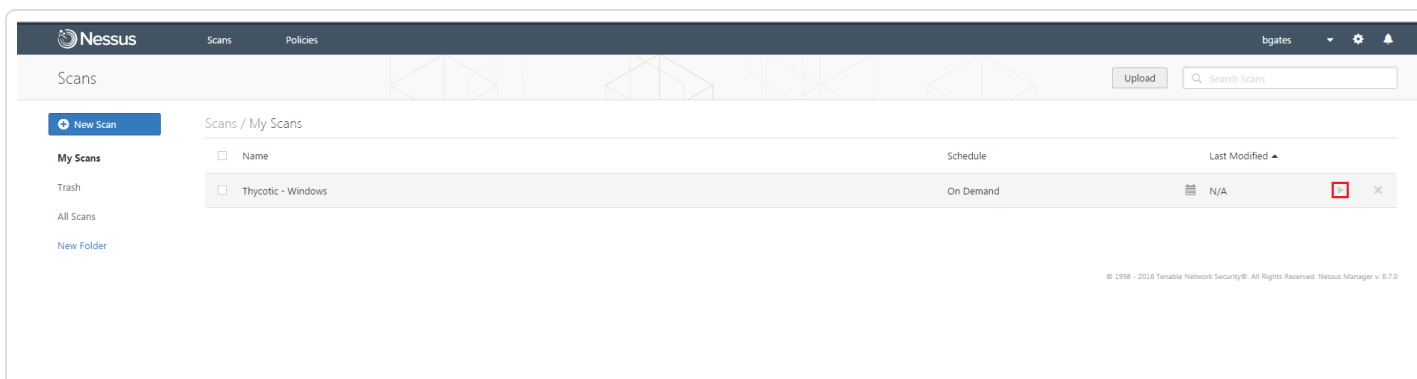 Nessus Scans Policies bgates
Scans Upload Search Scans
New Scan Scans / My Scans
My Scans Name Schedule Last Modified
Trash Thycotic - Windows On Demand N/A
All Scans
New Folder
© 1998 - 2016 Tenable Network Security®. All Rights Reserved. Nessus Manager v. 6.7.0